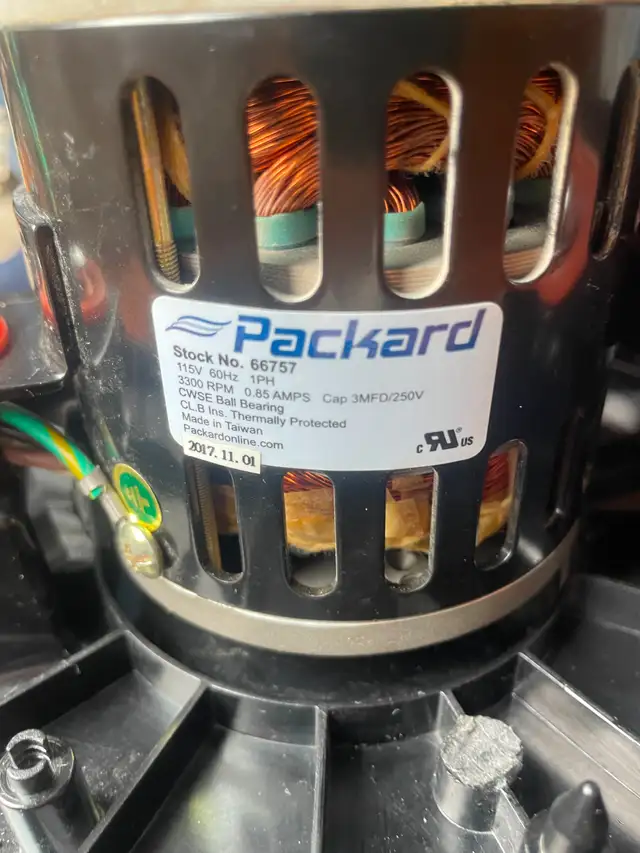 Packard
Stock No. 66757
115V 60Hz 1PH
3300 RPM 0.85 AMPS Cap 3MFD/250V
CWSE Ball Bearing
CL.B Ins. Thermally Protected
Made in Taiwan
Packardonline.com
2017. 11. 01
c RU® US